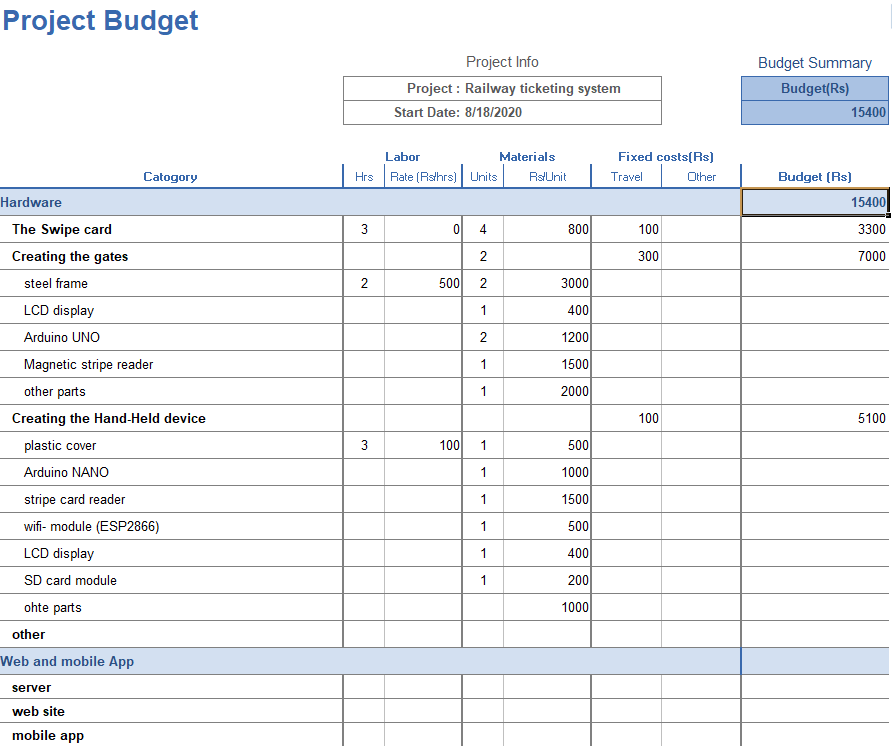 Project Budget
Project Info Budget Summary
Project : Railway ticketing system Budget(Rs)
Start Date: 8/18/2020 15400
Labor Materials Fixed costs(Rs)
Catogory Hrs Rate (Rs/hrs) Units Rs/Unit Travel Other Budget (Rs)
Hardware 15400
The Swipe card 3 0 4 800 100 3300
Creating the gates 2 300 7000
steel frame 2 500 2 3000
LCD display 1 400
Arduino UNO 2 1200
Magnetic stripe reader 1 1500
other parts 1 2000
Creating the Hand-Held device 100 5100
plastic cover 3 100 1 500
Arduino NANO 1 1000
stripe card reader 1 1500
wifi- module (ESP2866) 1 500
LCD display 1 400
SD card module 1 200
ohte parts 1000
other
Web and mobile App
server
web site
mobile app